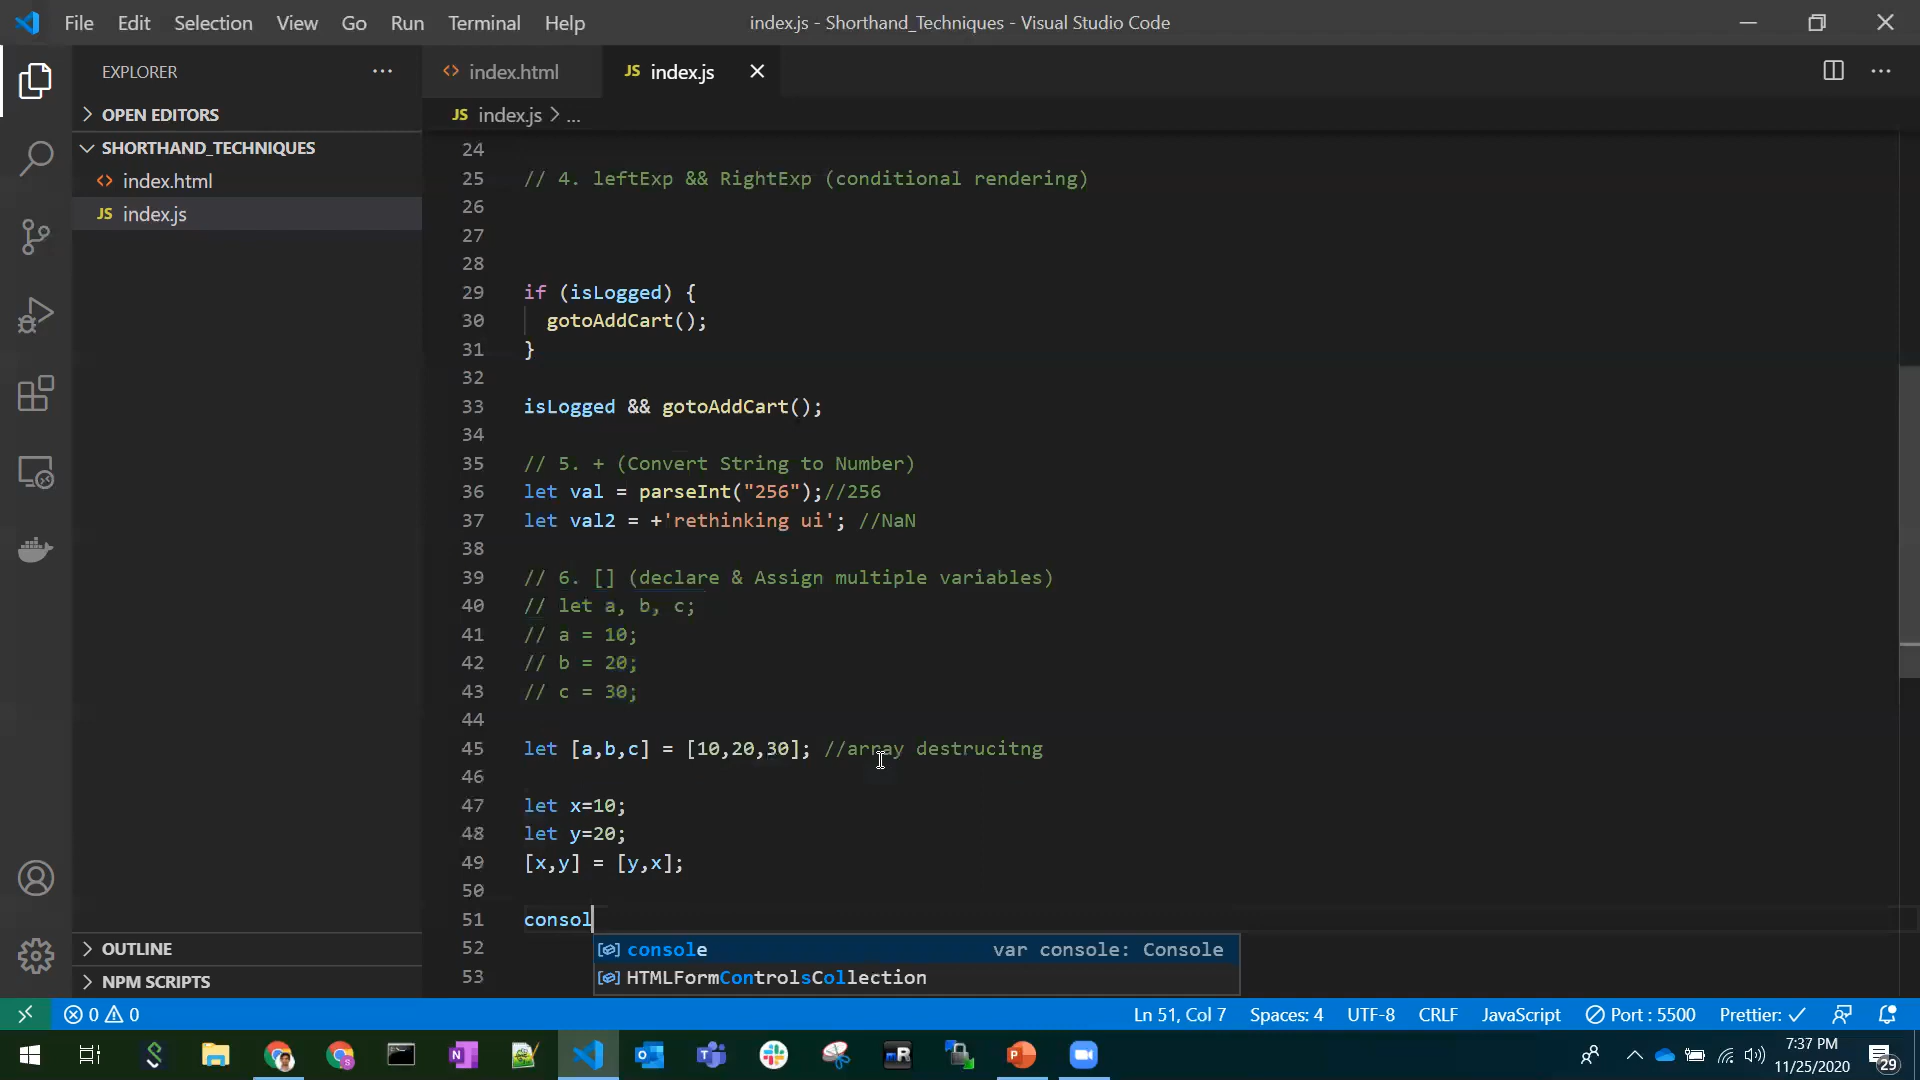 File Edit Selection View Go Run Terminal Help index.js - Shorthand_Techniques - Visual Studio Code
EXPLORER
OPEN EDITORS
SHORTHAND_TECHNIQUES
index.html
JS index.js
OUTLINE
NPM SCRIPTS
index.html JS index.js
JS index.js > ...
24
25 // 4. leftExp && RightExp (conditional rendering)
26
27
28
29 if (isLogged) {
30 gotoAddCart();
31 }
32
33 isLogged && gotoAddCart();
34
35 // 5. + (Convert String to Number)
36 let val = parseInt("256");//256
37 let val2 = +'rethinking ui'; //NaN
38
39 // 6. [] (declare & Assign multiple variables)
40 // let a, b, c;
41 // a = 10;
42 // b = 20;
43 // c = 30;
44
45 let [a,b,c] = [10,20,30]; //array destrucitng
46
47 let x=10;
48 let y=20;
49 [x,y] = [y,x];
50
51 consol
52
53
console var console: Console
HTMLFormControlsCollection
0 0 Ln 51, Col 7 Spaces: 4 UTF-8 CRLF JavaScript Port : 5500 Prettier: ✓
7:37 PM
11/25/2020
29